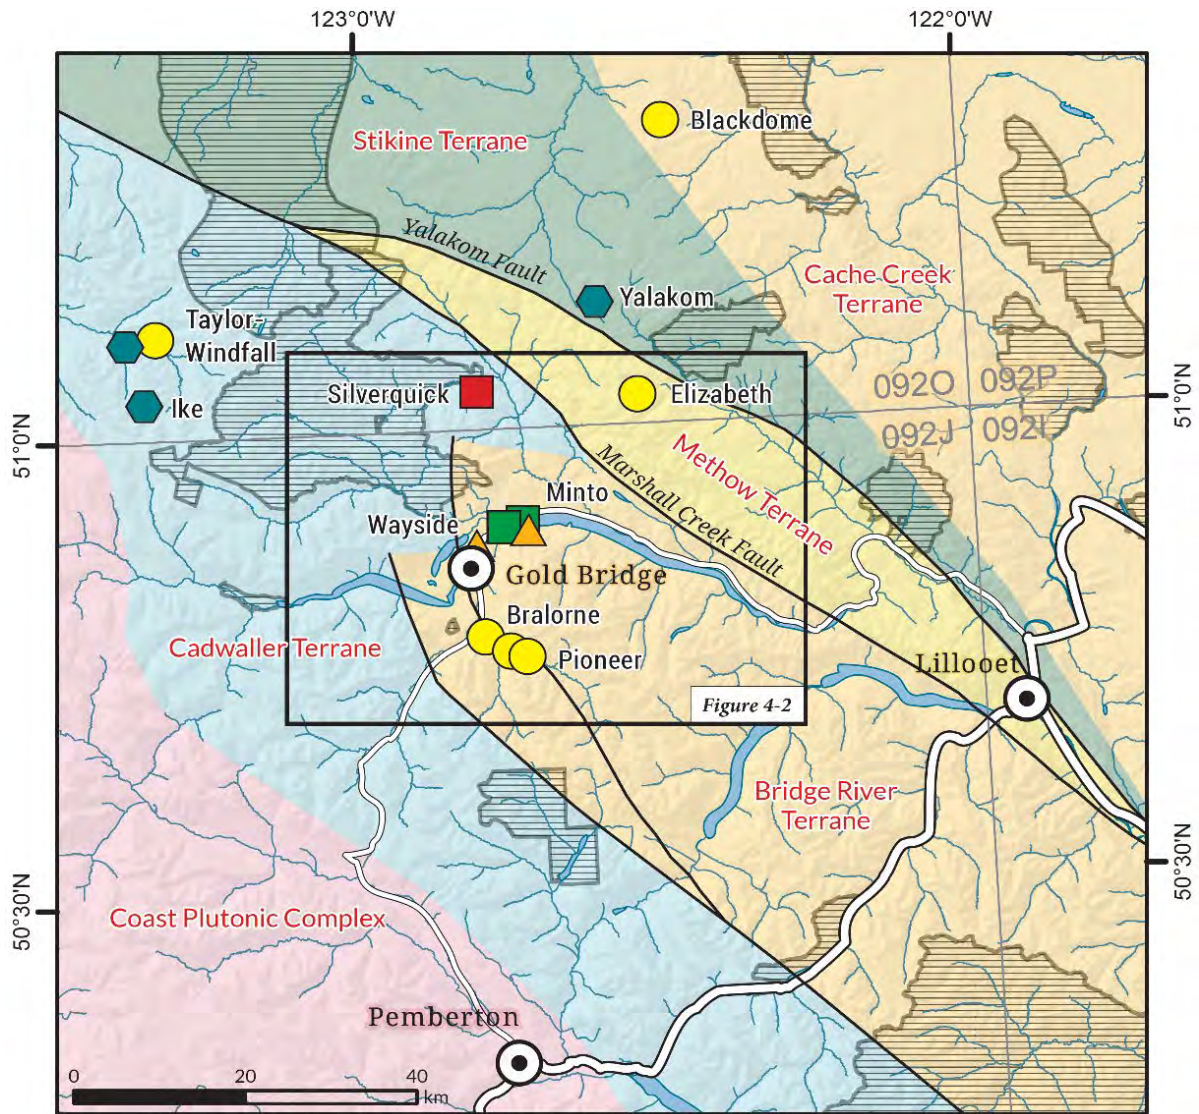 123°0'W
122°0'W
Blackdome
Stikine Terrane
Yalakom Fault
Cache Creek
Terrane
Yalakom
Taylor-
Windfall
Ike
Silverquick
Elizabeth
092O
092P
092J
092I
51°0'N
51°0'N
Methow Terrane
Marshall Creek Fault
Minto
Wayside
Gold Bridge
Bralorne
Pioneer
Cadwaller Terrane
Lillooet
Figure 4-2
Bridge River
Terrane
50°30'N
50°30'N
Coast Plutonic Complex
Pemberton
0
20
40
km